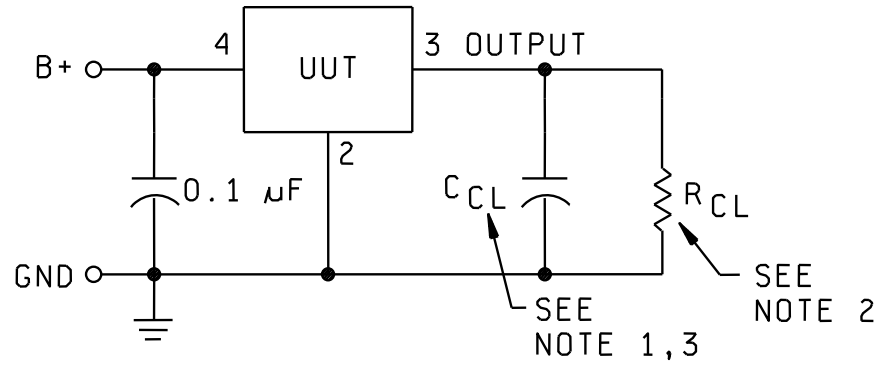 4
3 OUTPUT
B+
UUT
2
0.1 µF
C CL
R CL
GND
SEE
NOTE 2
SEE
NOTE 1,3